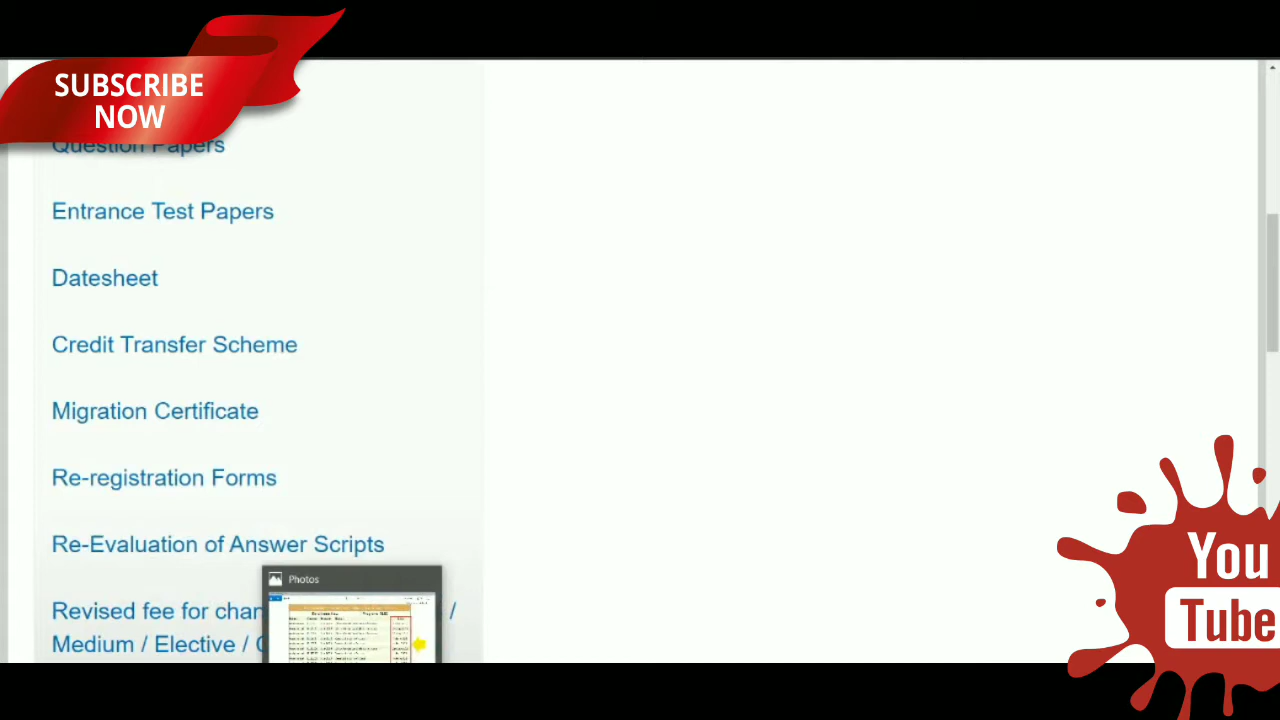 SUBSCRIBE
NOW
Question Papers
Entrance Test Papers
Datesheet
Credit Transfer Scheme
Migration Certificate
Re-registration Forms
Re-Evaluation of Answer Scripts
Photos
Revised fee for chan /
Medium / Elective /
You
Tube